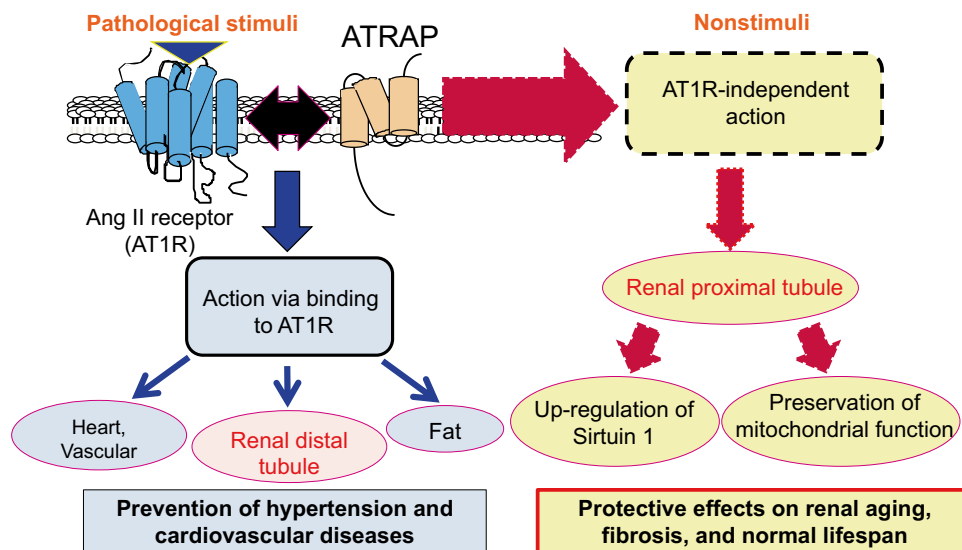 Pathological stimuli
ATRAP
Nonstimuli
AT1R-independent
action
Ang II receptor
(AT1R)
Action via binding
to AT1R
Renal proximal tubule
Heart,
Vascular
Renal distal
tubule
Fat
Up-regulation of
Sirtuin 1
Preservation of
mitochondrial function
Prevention of hypertension and
cardiovascular diseases
Protective effects on renal aging,
fibrosis, and normal lifespan